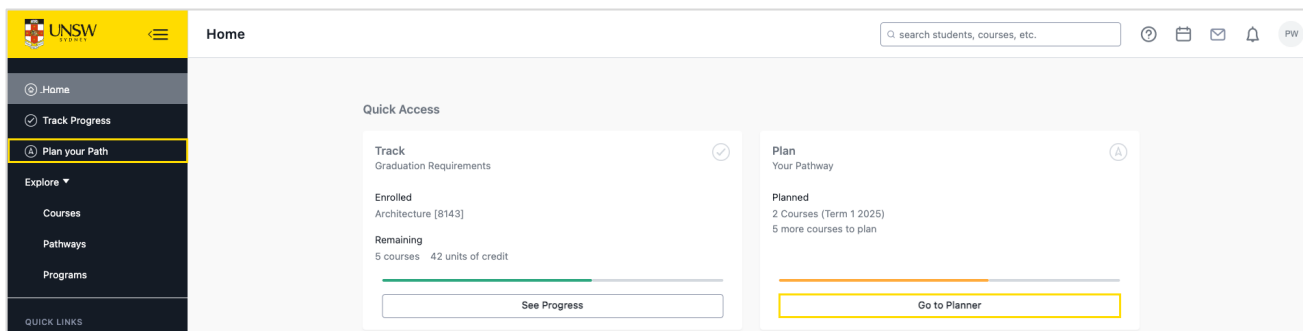 UNSW
SYDNEY
Home
search students, courses, etc.
PW
Home
Track Progress
Plan your Path
Explore
Courses
Pathways
Programs
QUICK LINKS
Quick Access
Track
Graduation Requirements
Enrolled
Architecture [8143]
Remaining
5 courses 42 units of credit
See Progress
Plan
Your Pathway
A
Planned
2 Courses (Term 1 2025)
5 more courses to plan
Go to Planner